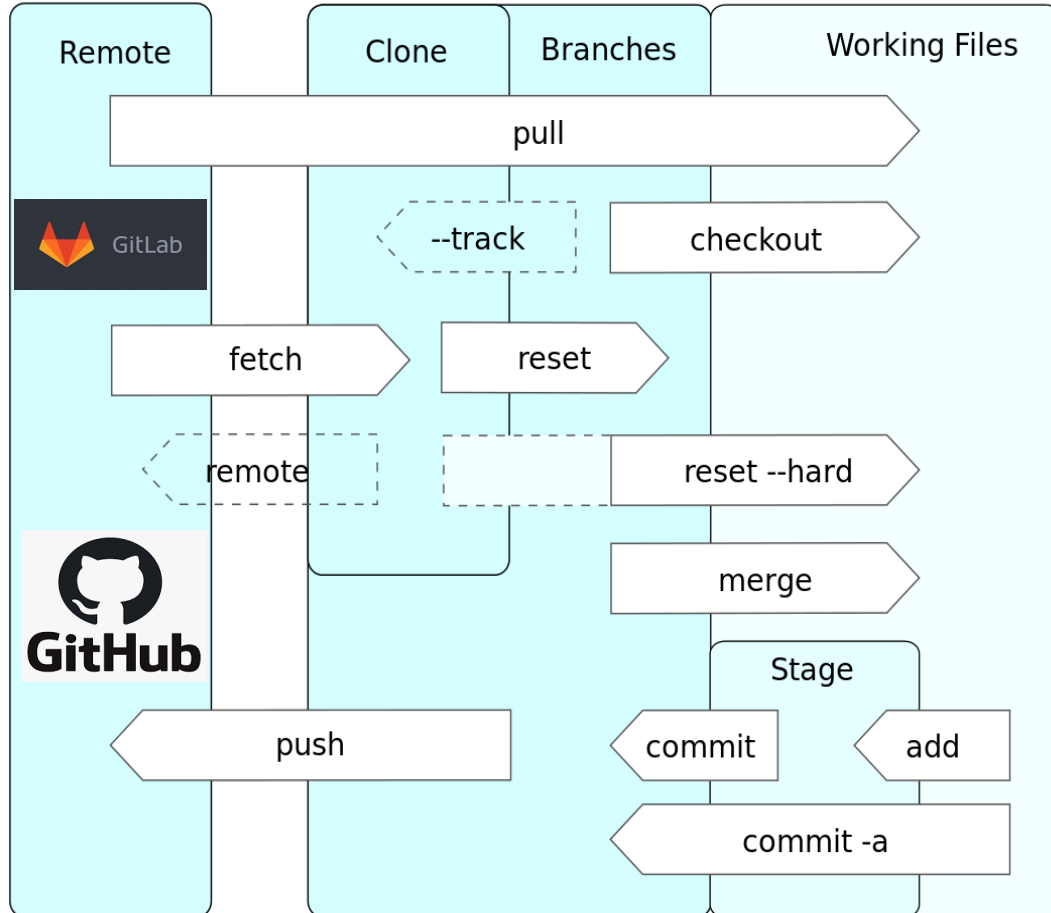 Remote
Clone
Branches
Working Files
pull
GitLab
--track
checkout
fetch
reset
remote
reset --hard
GitHub
merge
Stage
push
commit
add
commit -a